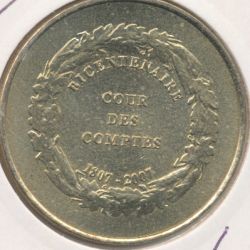 BICENTENAIRE
COUR
DES
COMPTES
1807-2007